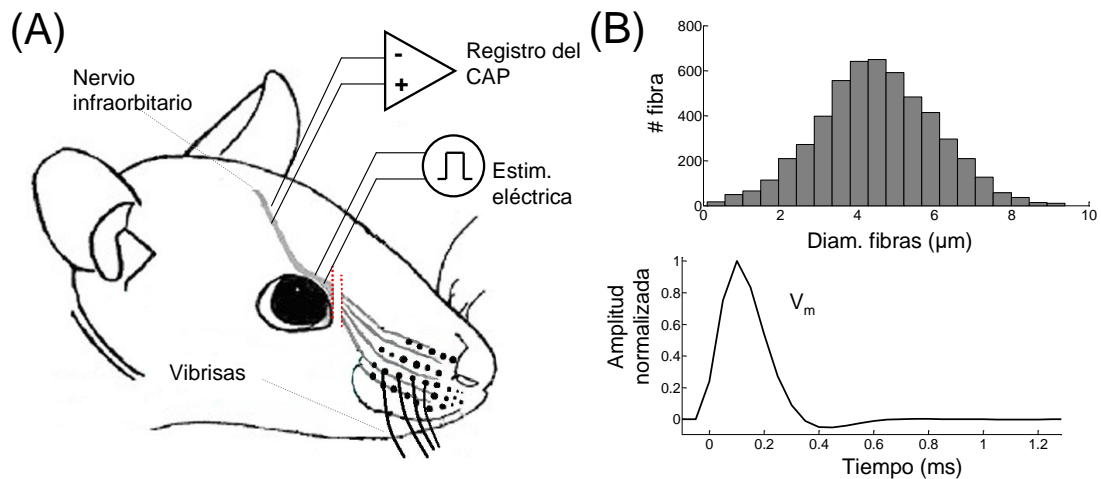 (A)
Nervio
infraorbitario
-
+
Registro del
CAP
Estim.
eléctrica
Vibrisas
(B)
800
600
400
200
0
# fibra
0 2 4 6 8 10
Diam. fibras (µm)
1
0.8
0.6
0.4
0.2
0
Amplitud
normalizada
Vm
0 0.2 0.4 0.6 0.8 1 1.2
Tiempo (ms)